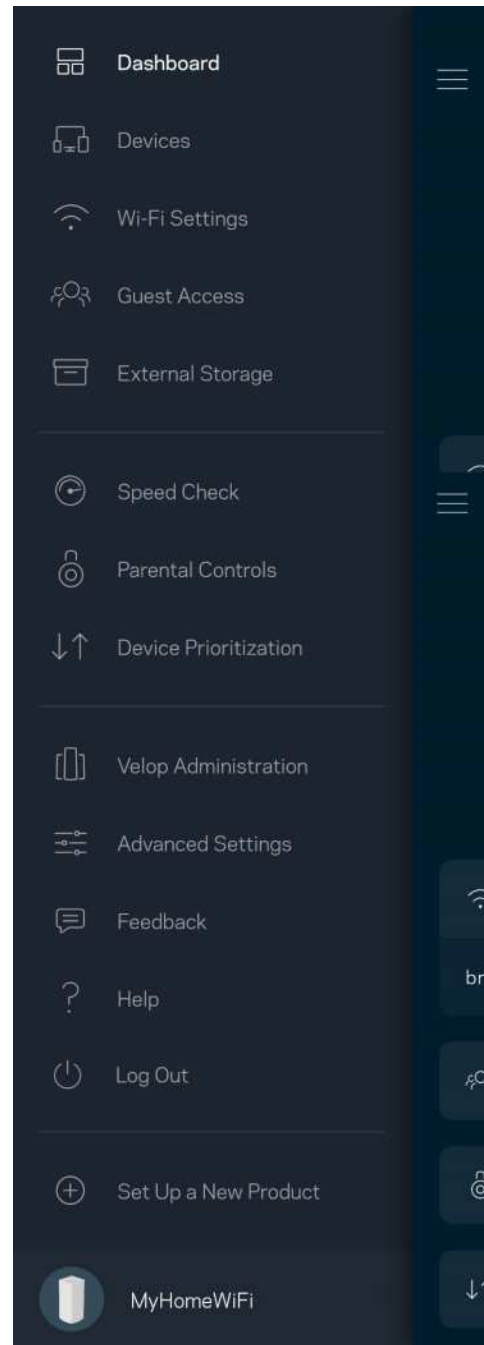 Dashboard
Devices
Wi-Fi Settings
Guest Access
External Storage
Speed Check
Parental Controls
Device Prioritization
Velop Administration
Advanced Settings
Feedback
br
Help
Log Out
Set Up a New Product
MyHomeWiFi